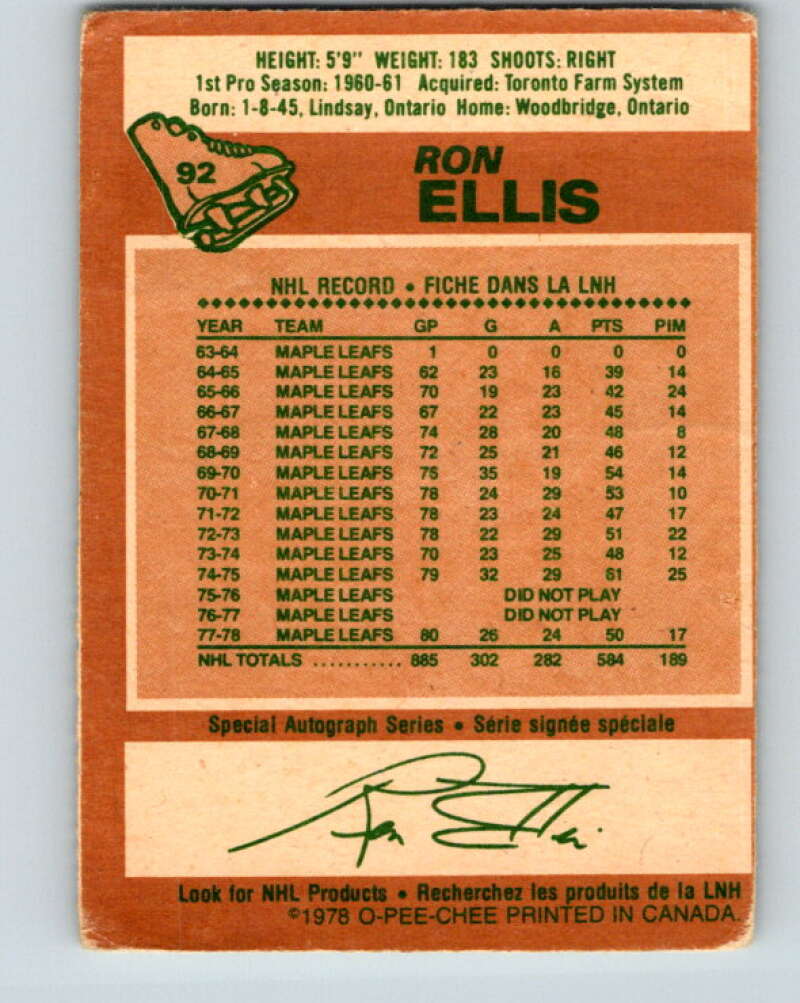 HEIGHT: 5'9" WEIGHT: 183 SHOOTS: RIGHT
1st Pro Season: 1960-61 Acquired: Toronto Farm System
Born: 1-8-45, Lindsay, Ontario Home: Woodbridge, Ontario
92
RON
ELLIS
NHL RECORD • FICHE DANS LA LNH
YEAR TEAM GP G A PTS PIM
63-64 MAPLE LEAFS 1 0 0 0 0
64-65 MAPLE LEAFS 62 23 16 39 14
65-66 MAPLE LEAFS 70 19 23 42 24
66-67 MAPLE LEAFS 67 22 23 45 14
67-68 MAPLE LEAFS 74 28 20 48 8
68-69 MAPLE LEAFS 72 25 21 46 12
69-70 MAPLE LEAFS 76 35 19 54 14
70-71 MAPLE LEAFS 78 24 29 53 10
71-72 MAPLE LEAFS 78 23 24 47 17
72-73 MAPLE LEAFS 78 22 29 51 22
73-74 MAPLE LEAFS 70 23 25 48 12
74-75 MAPLE LEAFS 79 32 29 61 25
75-76 MAPLE LEAFS DID NOT PLAY
76-77 MAPLE LEAFS DID NOT PLAY
77-78 MAPLE LEAFS 80 26 24 50 17
NHL TOTALS ........... 885 302 282 584 189
Special Autograph Series • Série signée spéciale
Ron Ellis
Look for NHL Products • Recherchez les produits de la LNH
©1978 O-PEE-CHEE PRINTED IN CANADA.